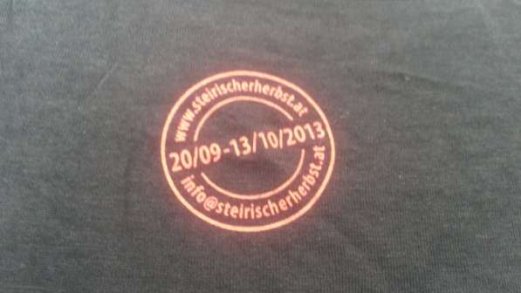 www.steirischerherbst.at
20/09-13/10/2013
info@steirischerherbst.at